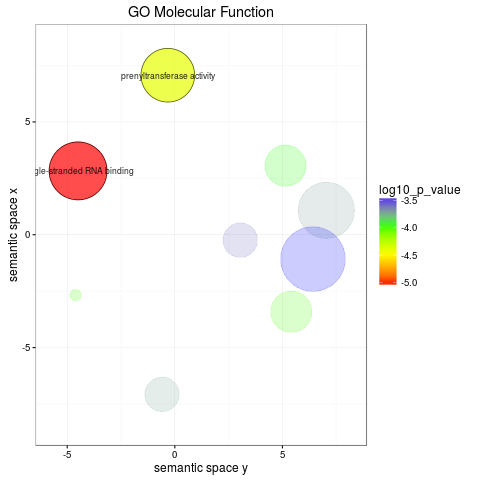 GO Molecular Function
prenyltransferase activity
gle-stranded RNA binding
5
0
-5
-5
0
5
semantic space y
semantic space x
log10_p_value
-3.5
-4.0
-4.5
-5.0